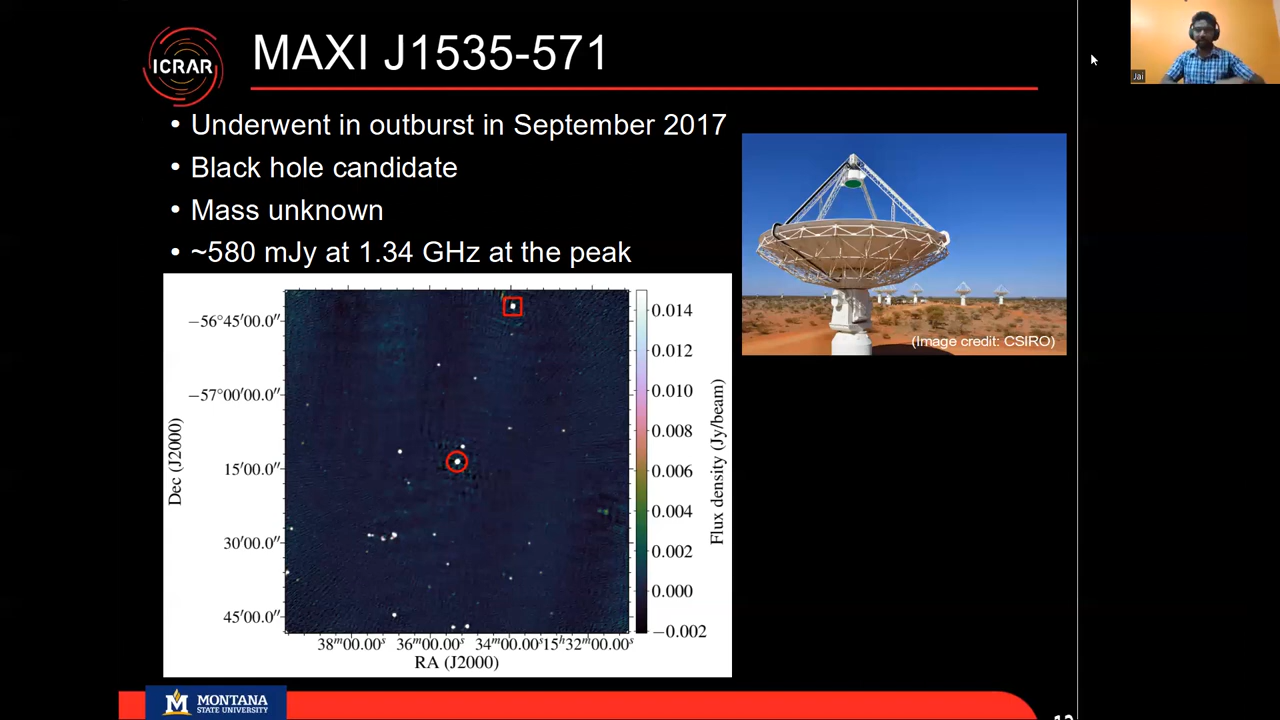 ICRAR
MAXI J1535-571
Jai
• Underwent in outburst in September 2017
• Black hole candidate
• Mass unknown
• ~580 mJy at 1.34 GHz at the peak
(Image credit: CSIRO)
−56°45′00.0″
−57°00′00.0″
15′00.0″
30′00.0″
45′00.0″
Dec (J2000)
38ᵐ00.00ˢ 36ᵐ00.00ˢ 34ᵐ00.00ˢ 15ʰ32ᵐ00.00ˢ
RA (J2000)
0.014
0.012
0.010
0.008
0.006
0.004
0.002
0.000
−0.002
Flux density (Jy/beam)
M MONTANA
STATE UNIVERSITY